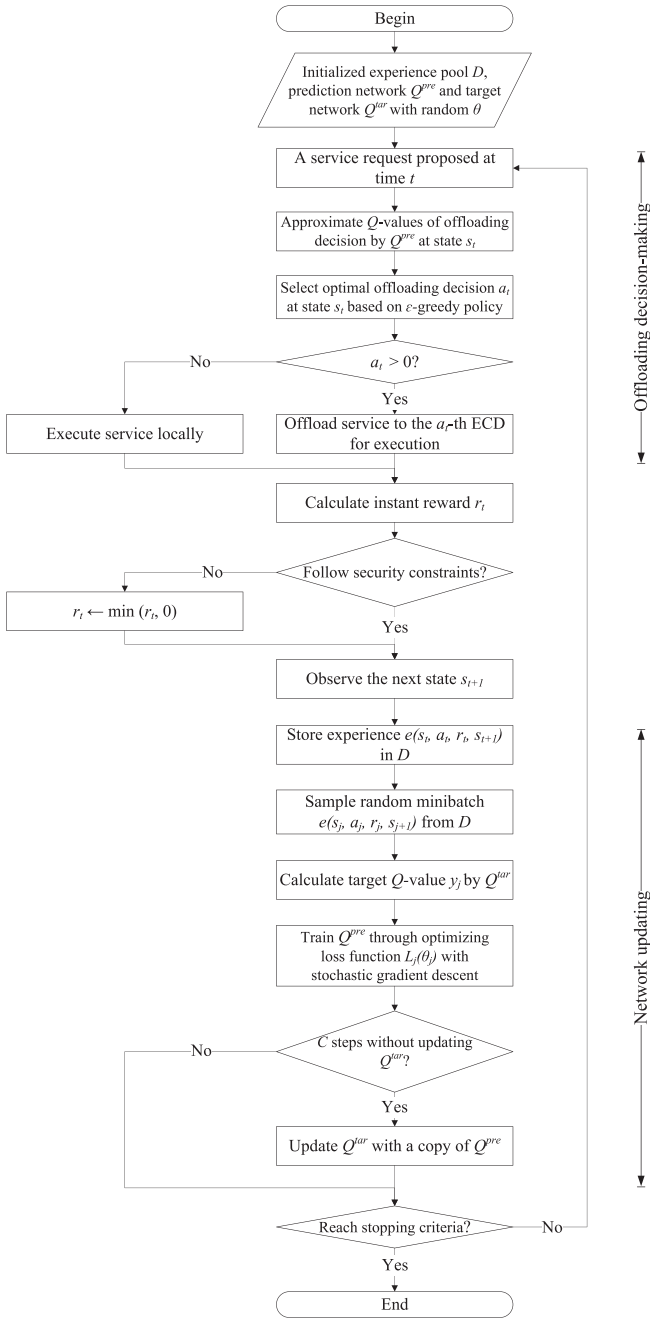 Begin
Initialized experience pool D,
prediction network Q^pre and target
network Q^tar with random θ
A service request proposed at
time t
Approximate Q-values of offloading
decision by Q^pre at state s_t
Select optimal offloading decision a_t
at state s_t based on ε-greedy policy
a_t > 0?
No
Yes
Execute service locally
Offload service to the a_t-th ECD
for execution
Calculate instant reward r_t
Follow security constraints?
No
r_t ← min (r_t, 0)
Yes
Observe the next state s_{t+1}
Store experience e(s_t, a_t, r_t, s_{t+1})
in D
Sample random minibatch
e(s_j, a_j, r_j, s_{j+1}) from D
Calculate target Q-value y_j by Q^tar
Train Q^pre through optimizing
loss function L_j(θ_j) with
stochastic gradient descent
C steps without updating
Q^tar?
No
Yes
Update Q^tar with a copy of Q^pre
Reach stopping criteria?
No
Yes
End
Offloading decision-making
Network updating